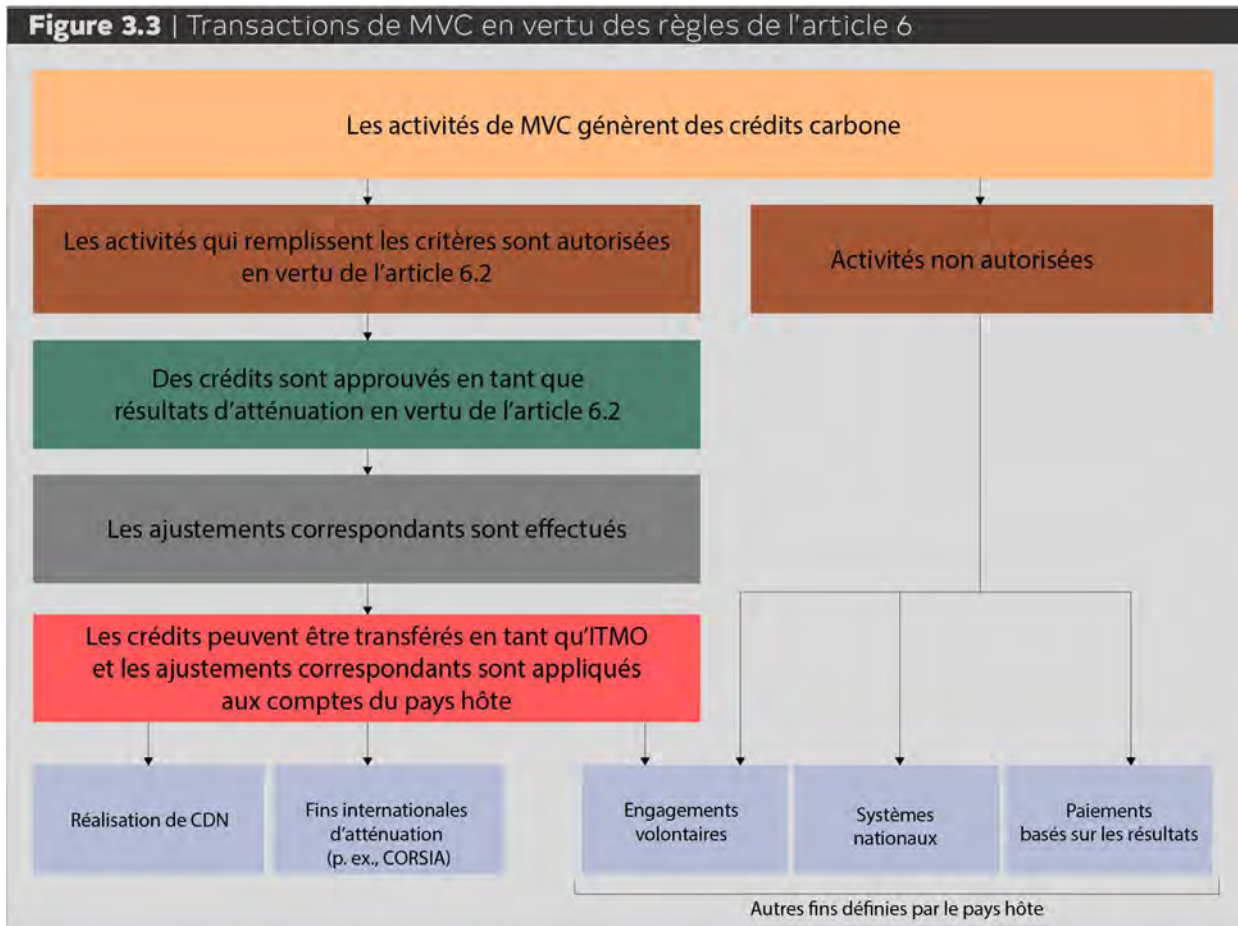 Figure 3.3 | Transactions de MVC en vertu des règles de l'article 6
Les activités de MVC génèrent des crédits carbone
Les activités qui remplissent les critères sont autorisées
en vertu de l'article 6.2
Activités non autorisées
Des crédits sont approuvés en tant que
résultats d'atténuation en vertu de l'article 6.2
Les ajustements correspondants sont effectués
Les crédits peuvent être transférés en tant qu'ITMO
et les ajustements correspondants sont appliqués
aux comptes du pays hôte
Réalisation de CDN
Fins internationales
d'atténuation
(p. ex., CORSIA)
Engagements
volontaires
Systèmes
nationaux
Paiements
basés sur les résultats
Autres fins définies par le pays hôte